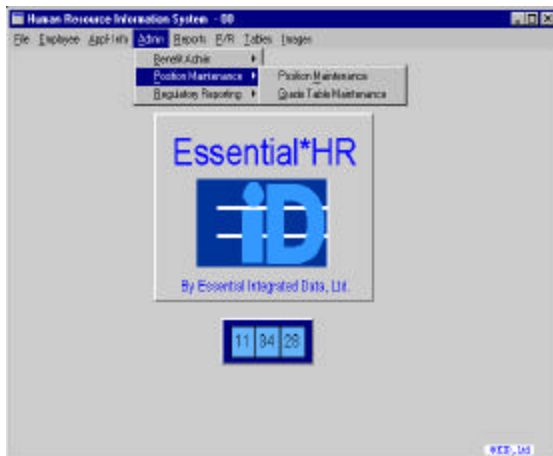 Human Resource Information System - 00
File Employee Admin Reports E/R Tables Images
Benefit Admin
Position Maintenance Position Maintenance
Regulatory Reporting Grade Table Maintenance
Essential*HR
iD
By Essential Integrated Data, Ltd.
11 34 28